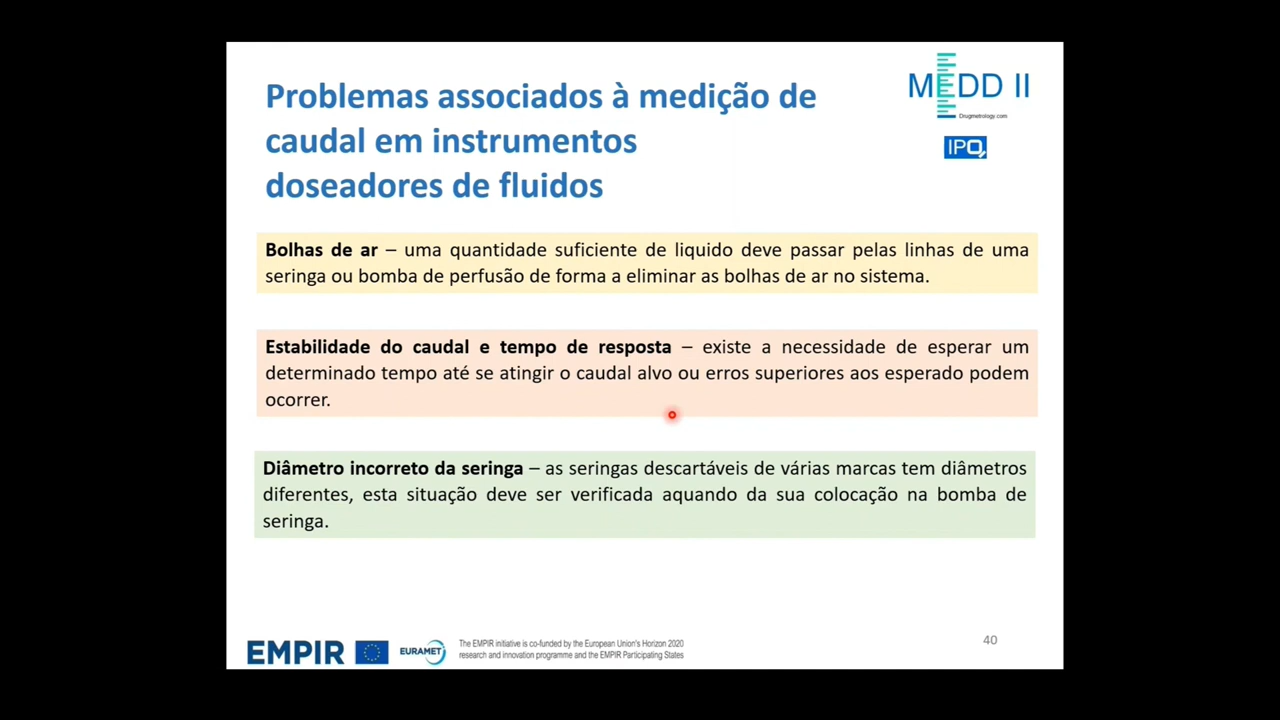 Problemas associados à medição de
caudal em instrumentos
doseadores de fluidos
MEDD II
Drugmetrology.com
IPQ
Bolhas de ar – uma quantidade suficiente de liquido deve passar pelas linhas de uma
seringa ou bomba de perfusão de forma a eliminar as bolhas de ar no sistema.
Estabilidade do caudal e tempo de resposta – existe a necessidade de esperar um
determinado tempo até se atingir o caudal alvo ou erros superiores aos esperado podem
ocorrer.
Diâmetro incorreto da seringa – as seringas descartáveis de várias marcas tem diâmetros
diferentes, esta situação deve ser verificada aquando da sua colocação na bomba de
seringa.
EMPIR
EURAMET
The EMPIR initiative is co-funded by the European Union's Horizon 2020
research and innovation programme and the EMPIR Participating States
40